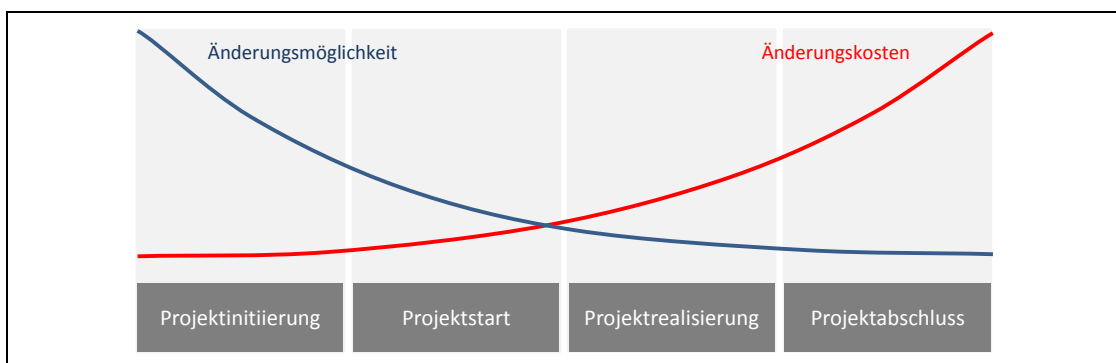 Änderungsmöglichkeit
Änderungskosten
Projektinitiierung
Projektstart
Projektrealisierung
Projektabschluss